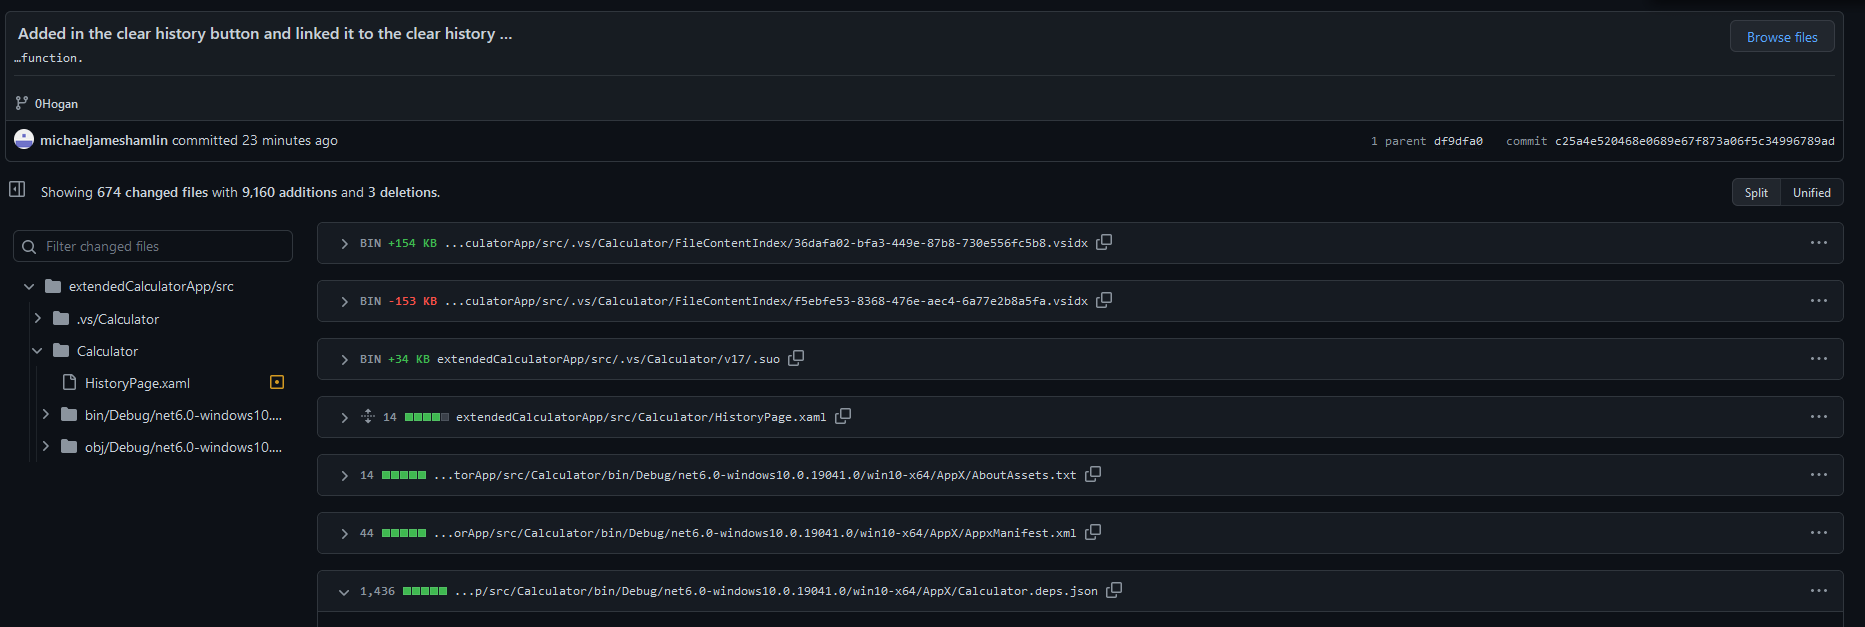 Added in the clear history button and linked it to the clear history ...
Browse files
…function.
0Hogan
michaeljameshamlin committed 23 minutes ago
1 parent df9dfa0 commit c25a4e520468e0689e67f873a06f5c34996789ad
Showing 674 changed files with 9,160 additions and 3 deletions.
Split Unified
Filter changed files
extendedCalculatorApp/src
.vs/Calculator
Calculator
HistoryPage.xaml
bin/Debug/net6.0-windows10....
obj/Debug/net6.0-windows10....
BIN +154 KB ...culatorApp/src/.vs/Calculator/FileContentIndex/36dafa02-bfa3-449e-87b8-730e556fc5b8.vsidx
BIN -153 KB ...culatorApp/src/.vs/Calculator/FileContentIndex/f5ebfe53-8368-476e-aec4-6a77e2b8a5fa.vsidx
BIN +34 KB extendedCalculatorApp/src/.vs/Calculator/v17/.suo
14 extendedCalculatorApp/src/Calculator/HistoryPage.xaml
14 ...torApp/src/Calculator/bin/Debug/net6.0-windows10.0.19041.0/win10-x64/AppX/AboutAssets.txt
44 ...orApp/src/Calculator/bin/Debug/net6.0-windows10.0.19041.0/win10-x64/AppX/AppxManifest.xml
1,436 ...p/src/Calculator/bin/Debug/net6.0-windows10.0.19041.0/win10-x64/AppX/Calculator.deps.json